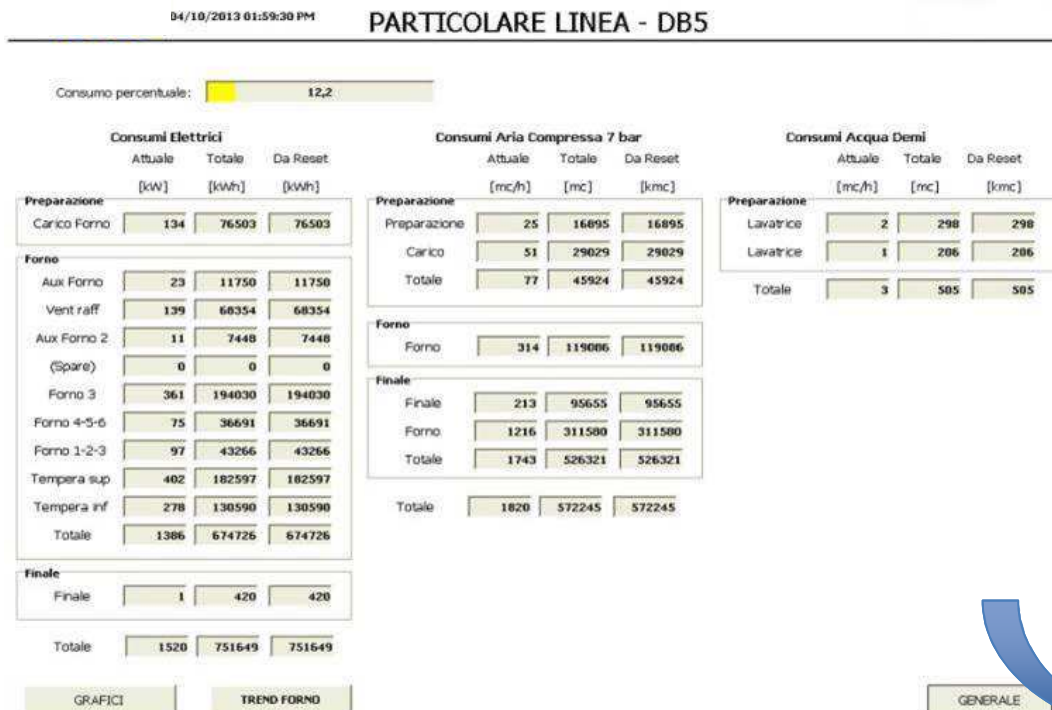 04/10/2013 01:59:30 PM
PARTICOLARE LINEA - DB5
Consumo percentuale: 12,2
Consumi Elettrici
Attuale Totale Da Reset
[kW] [kWh] [kWh]
Preparazione
Carico Forno 134 76503 76503
Forno
Aux Forno 23 11750 11750
Vent raff 139 68354 68354
Aux Forno 2 11 7448 7448
(Spare) 0 0 0
Forno 3 361 194030 194030
Forno 4-5-6 75 36691 36691
Forno 1-2-3 97 43266 43266
Tempera sup 402 182597 182597
Tempera inf 278 130590 130590
Totale 1386 674726 674726
Finale
Finale 1 420 420
Totale 1520 751649 751649
Consumi Aria Compressa 7 bar
Attuale Totale Da Reset
[mc/h] [mc] [kmc]
Preparazione
Preparazione 25 16895 16895
Carico 51 29029 29029
Totale 77 45924 45924
Forno
Forno 314 119086 119086
Finale
Finale 213 95655 95655
Forno 1216 311580 311580
Totale 1743 526321 526321
Totale 1820 572245 572245
Consumi Acqua Demi
Attuale Totale Da Reset
[mc/h] [mc] [kmc]
Preparazione
Lavatrice 2 298 298
Lavatrice 1 206 206
Totale 3 505 505
GRAFICI
TREND FORNO
GENERALE